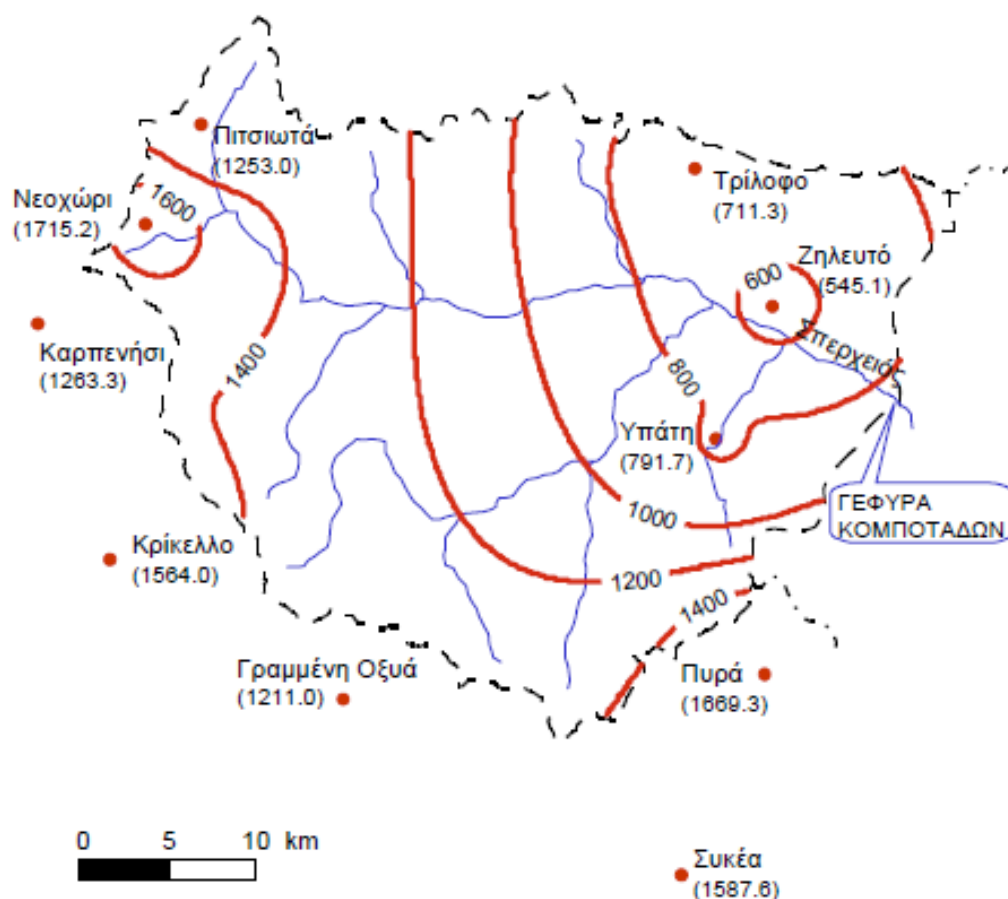 Πιτσιωτά
(1253.0)
Νεοχώρι
(1715.2)
1600
Τρίλοφο
(711.3)
Ζηλευτό
(545.1)
600
Σπερχειός
Καρπενήσι
(1263.3)
1400
800
Υπάτη
(791.7)
ΓΕΦΥΡΑ
ΚΟΜΠΟΤΑΔΩΝ
1000
Κρίκελλο
(1564.0)
1200
1400
Γραμμένη Οξυά
(1211.0)
Πυρά
(1669.3)
0 5 10 km
Συκέα
(1587.6)